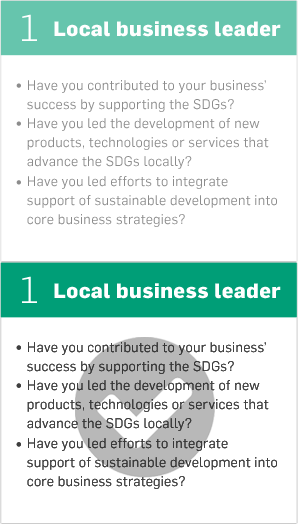 1 Local business leader
• Have you contributed to your business'
success by supporting the SDGs?
• Have you led the development of new
products, technologies or services that
advance the SDGs locally?
• Have you led efforts to integrate
support of sustainable development into
core business strategies?
1 Local business leader
• Have you contributed to your business'
success by supporting the SDGs?
• Have you led the development of new
products, technologies or services that
advance the SDGs locally?
• Have you led efforts to integrate
support of sustainable development into
core business strategies?